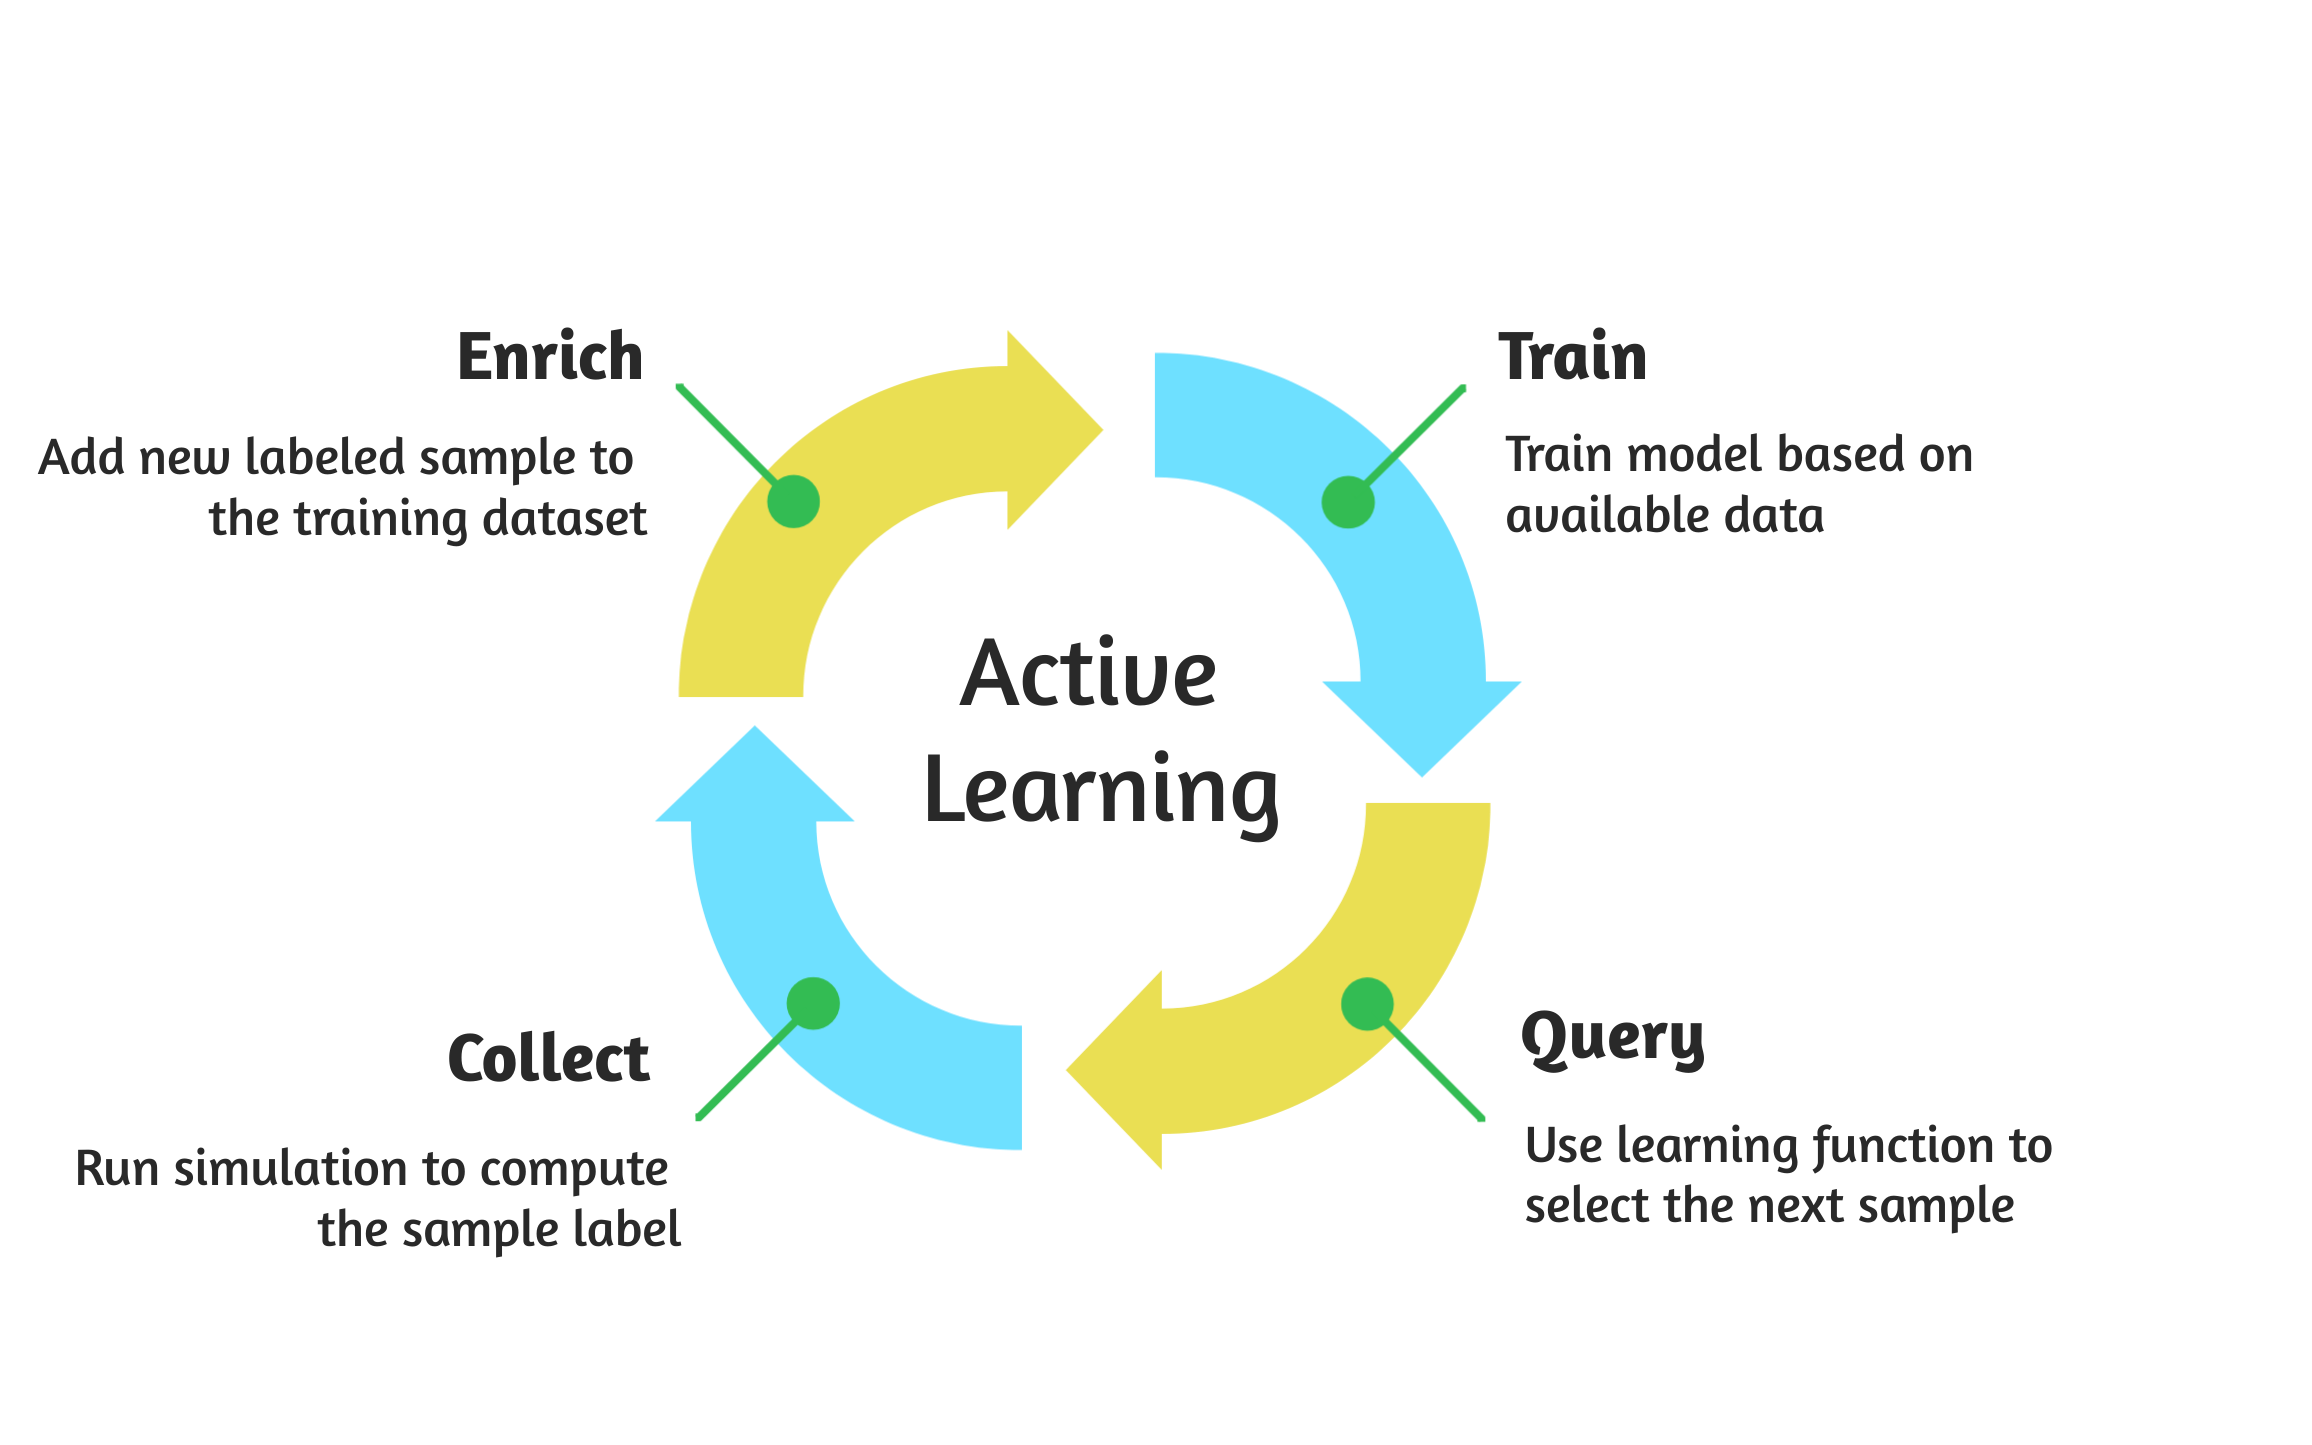 Enrich
Add new labeled sample to
the training dataset
Train
Train model based on
available data
Active
Learning
Collect
Run simulation to compute
the sample label
Query
Use learning function to
select the next sample